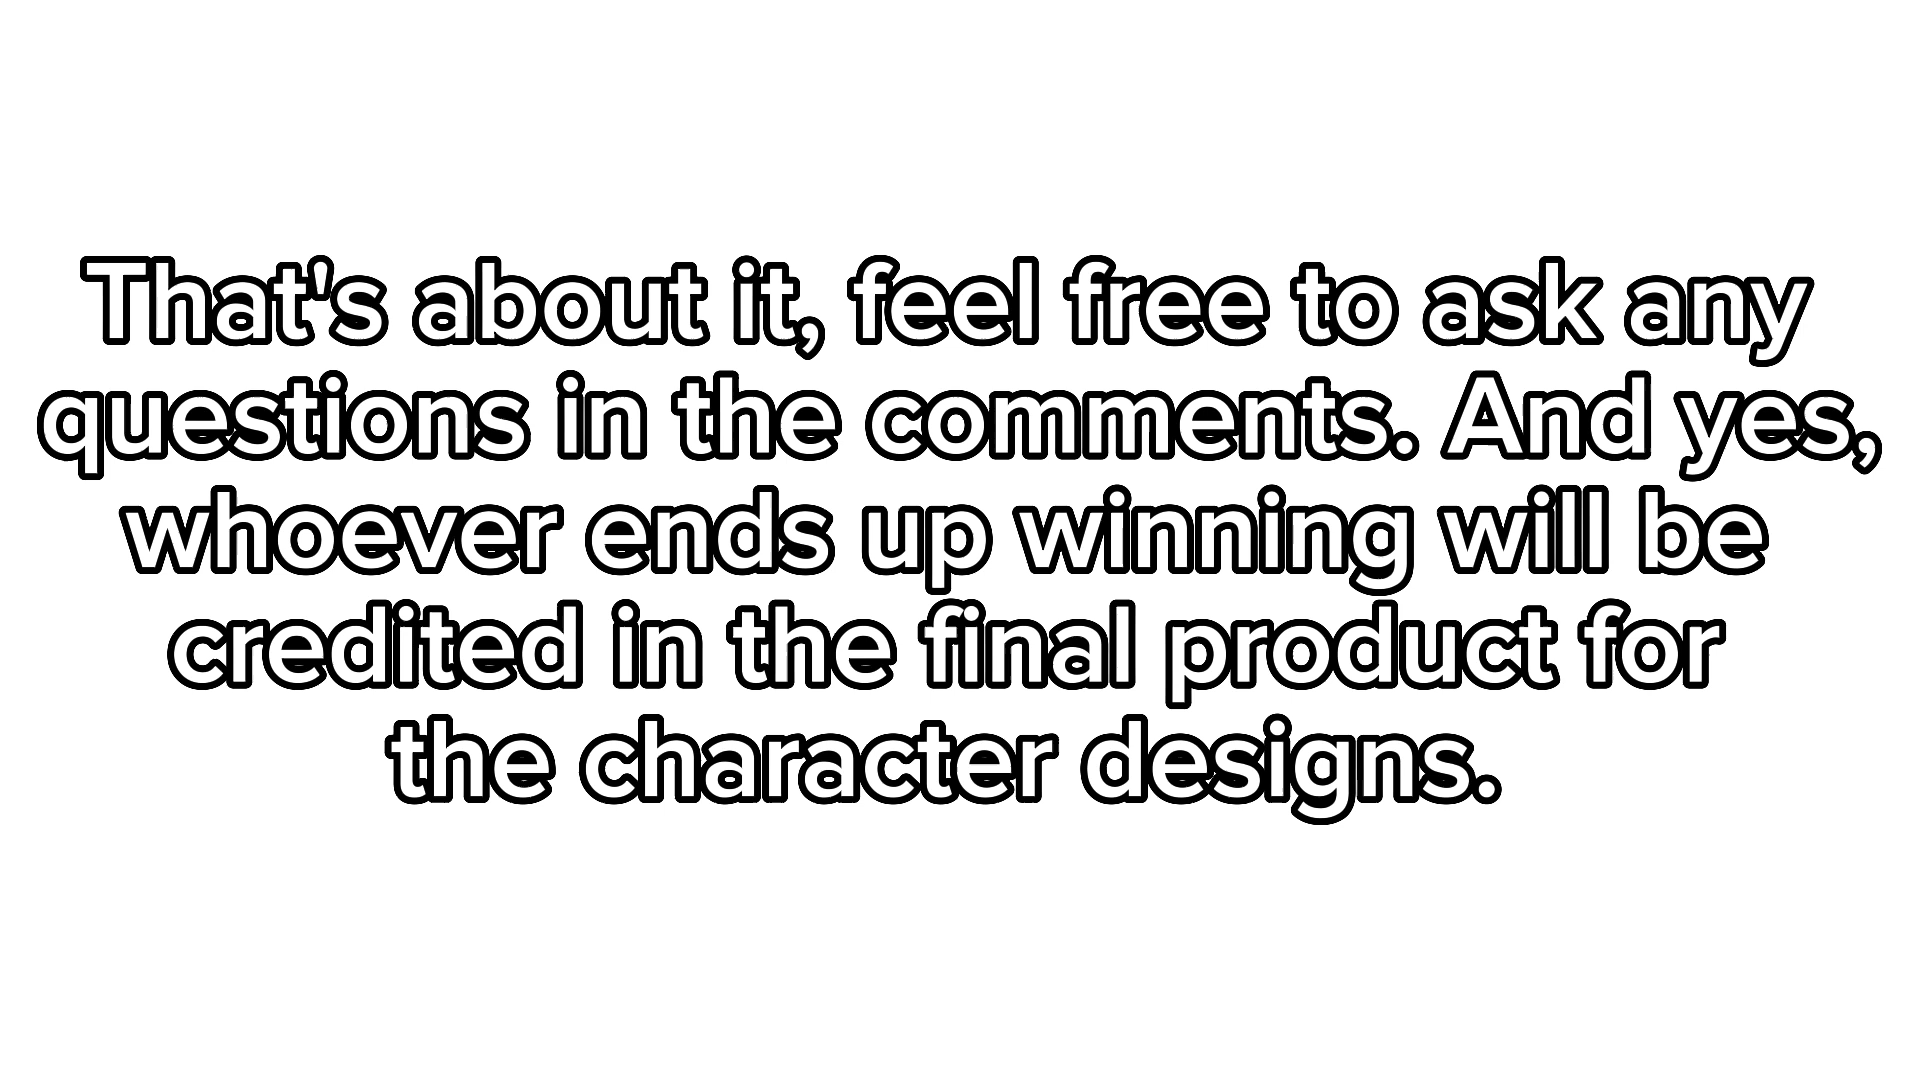 That's about it, feel free to ask any
questions in the comments. And yes,
whoever ends up winning will be
credited in the final product for
the character designs.